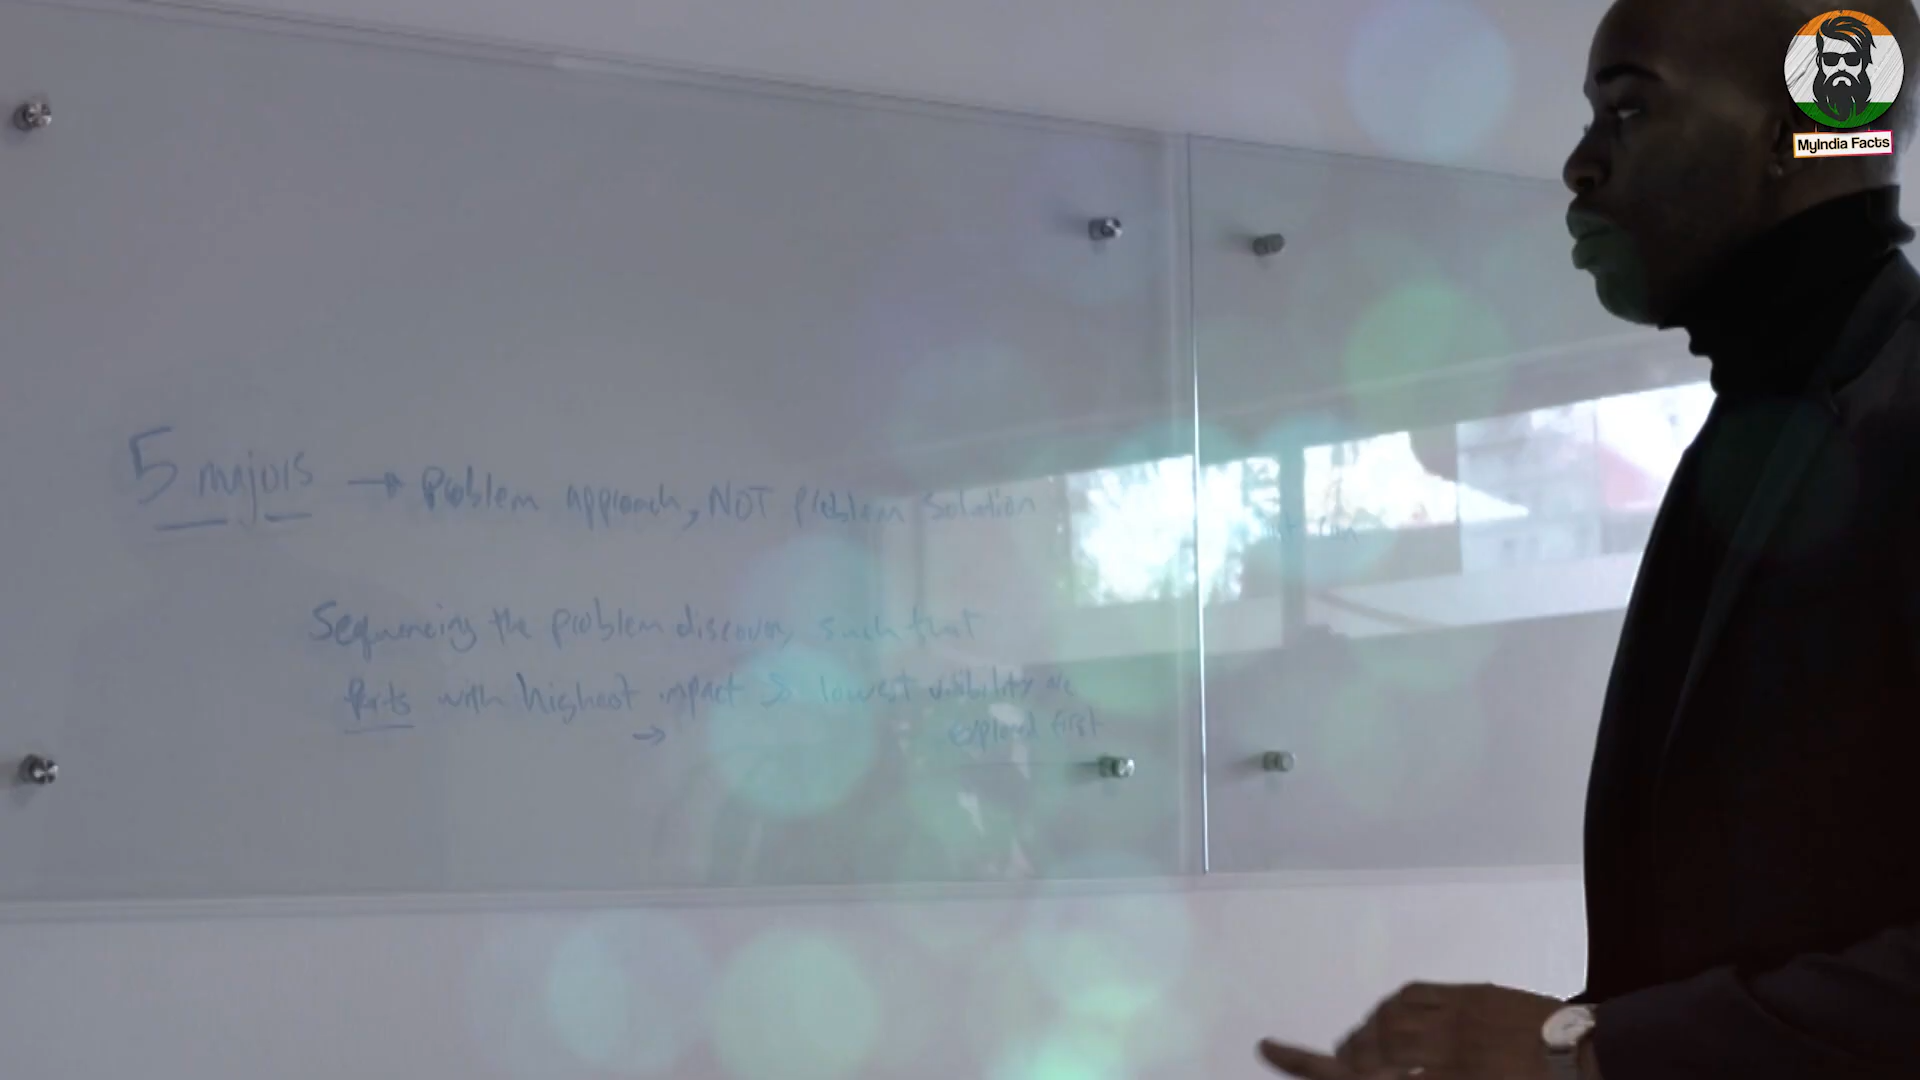 MyIndia Facts
5 majors → Problem approach, NOT problem solution
Sequencing the problem discovery such that
Parts with highest impact & lowest visibility are
→ explored first